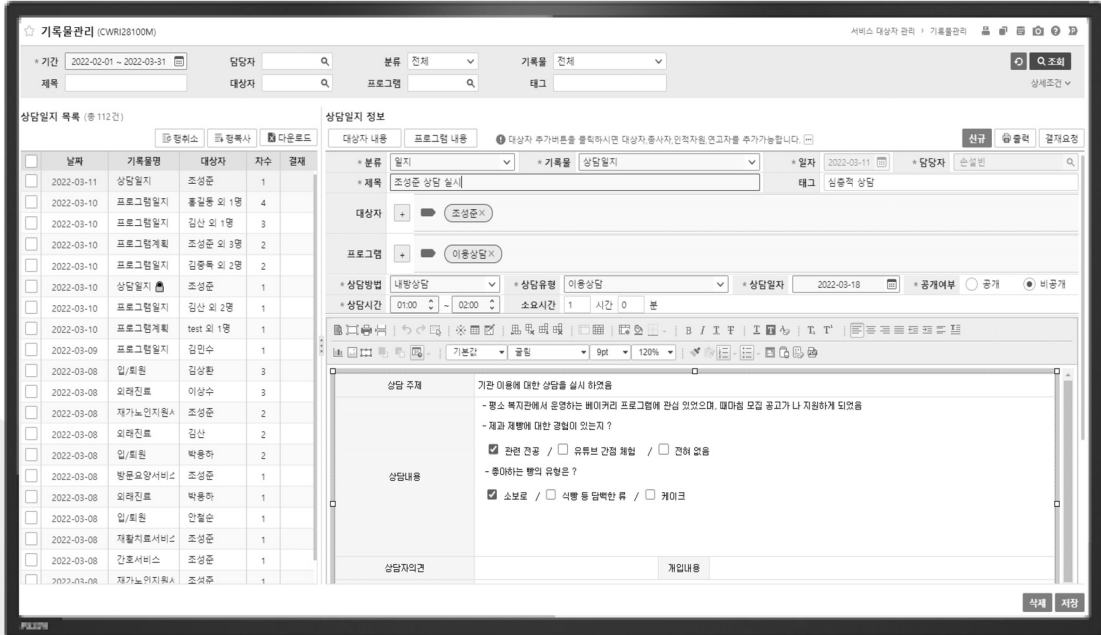 기록물관리 (CWRI28100M)
서비스 대상자 관리 › 기록물관리
* 기간 2022-02-01 ~ 2022-03-31 담당자 분류 전체 기록물 전체 조회
제목 대상자 프로그램 태그 상세조건
상담일지 목록 (총 112건)
행취소 행복사 다운로드
날짜 기록물명 대상자 차수 결재
2022-03-11 상담일지 조성준 1
2022-03-10 프로그램일지 홍길동 외 1명 4
2022-03-10 프로그램일지 김산 외 1명 3
2022-03-10 프로그램계획 조성준 외 3명 2
2022-03-10 프로그램일지 김중목 외 2명 2
2022-03-10 상담일지 조성준 1
2022-03-10 프로그램일지 김산 외 2명 1
2022-03-10 프로그램계획 test 외 1명 1
2022-03-09 프로그램일지 김민수 1
2022-03-08 입/퇴원 김상환 3
2022-03-08 외래진료 이상수 3
2022-03-08 재가노인지원서 조성준 2
2022-03-08 외래진료 김산 2
2022-03-08 입/퇴원 박용하 2
2022-03-08 방문요양서비스 조성준 1
2022-03-08 외래진료 박용하 1
2022-03-08 입/퇴원 안철순 1
2022-03-08 재활치료서비스 조성준 1
2022-03-08 간호서비스 조성준 1
2022-03-08 재가노인지원서 조성준 1
상담일지 정보
대상자 내용 프로그램 내용 대상자 추가버튼을 클릭하시면 대상자,종사자,인적자원,연고자를 추가가능합니다. 신규 출력 결재요청
* 분류 일지 * 기록물 상담일지 * 일자 2022-03-11 * 담당자 손설빈
* 제목 조성준 상담 실시 태그 심층적 상담
대상자 + 조성준×
프로그램 + 이용상담×
* 상담방법 내방상담 * 상담유형 이용상담 * 상담일자 2022-03-18 * 공개여부 공개 비공개
* 상담시간 01:00 ~ 02:00 소요시간 1 시간 0 분
기본값 굴림 9pt 120%
상담 주제 기관 이용에 대한 상담을 실시 하였음
- 평소 복지관에서 운영하는 베이커리 프로그램에 관심 있었으며, 때마침 모집 공고가 나 지원하게 되었음
- 제과 제빵에 대한 경험이 있는지 ?
관련 전공 / 유튜브 간접 체험 / 전혀 없음
상담내용
- 좋아하는 빵의 유형은 ?
소보로 / 식빵 등 담백한 류 / 케이크
상담자의견 개입내용
삭제 저장